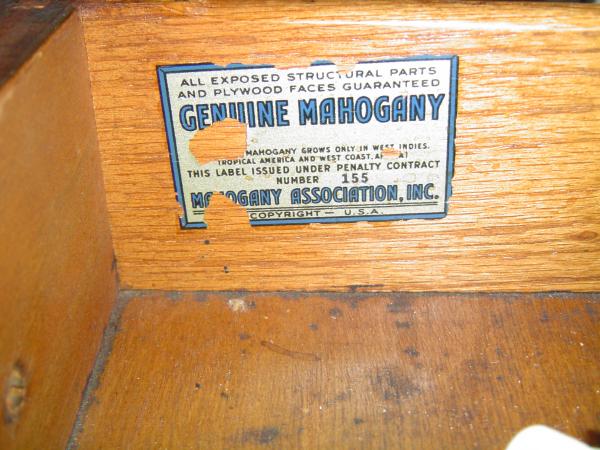 ALL EXPOSED STRUCTURAL PARTS
AND PLYWOOD FACES GUARANTEED
GENUINE MAHOGANY
MAHOGANY GROWS ONLY IN WEST INDIES.
TROPICAL AMERICA AND WEST COAST,
THIS LABEL ISSUED UNDER PENALTY CONTRACT
NUMBER 155
MAHOGANY ASSOCIATION, INC.
COPYRIGHT — U.S.A.